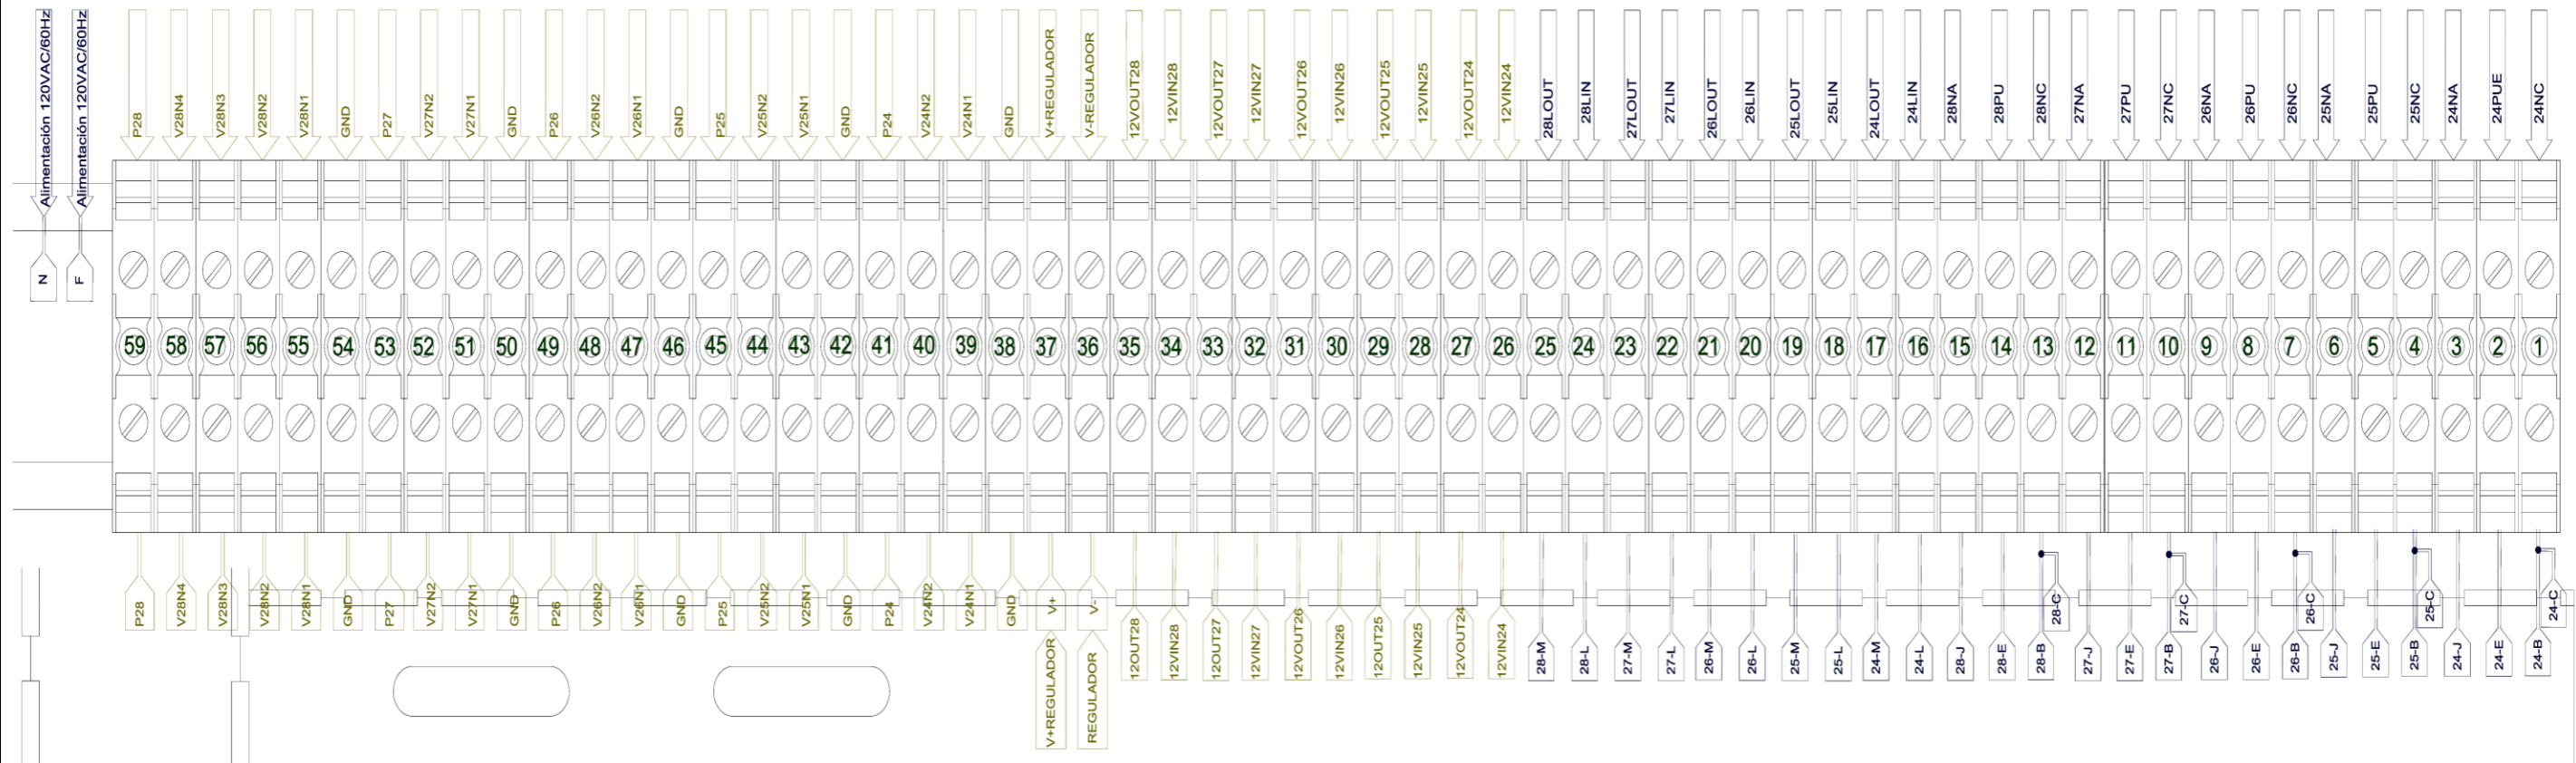 Alimentación 120VAC/60Hz
Alimentación 120VAC/60Hz
P28
V28N4
V28N3
V28N2
V28N1
GND
P27
V27N2
V27N1
GND
P26
V26N2
V26N1
GND
P25
V25N2
V25N1
GND
P24
V24N2
V24N1
GND
V+REGULADOR
V-REGULADOR
12VOUT28
12VIN28
12VOUT27
12VIN27
12VOUT26
12VIN26
12VOUT25
12VIN25
12VOUT24
12VIN24
28LOUT
28LIN
27LOUT
27LIN
26LOUT
26LIN
25LOUT
25LIN
24LOUT
24LIN
28NA
28PU
28NC
27NA
27PU
27NC
26NA
26PU
26NC
25NA
25PU
25NC
24NA
24PUE
24NC
N
F
59
58
57
56
55
54
53
52
51
50
49
48
47
46
45
44
43
42
41
40
39
38
37
36
35
34
33
32
31
30
29
28
27
26
25
24
23
22
21
20
19
18
17
16
15
14
13
12
11
10
9
8
7
6
5
4
3
2
1
P28
V28N4
V28N3
V28N2
V28N1
GND
P27
V27N2
V27N1
GND
P26
V26N2
V26N1
GND
P25
V25N2
V25N1
GND
P24
V24N2
V24N1
GND
V+
V-
V+REGULADOR
REGULADOR
12OUT28
12VIN28
12OUT27
12VIN27
12VOUT26
12VIN26
12OUT25
12VIN25
12VOUT24
12VIN24
28-M
28-L
27-M
27-L
26-M
26-L
25-M
25-L
24-M
24-L
28-J
28-E
28-B
28-C
27-J
27-E
27-B
27-C
26-J
26-E
26-B
26-C
25-J
25-E
25-B
25-C
24-J
24-E
24-B
24-C